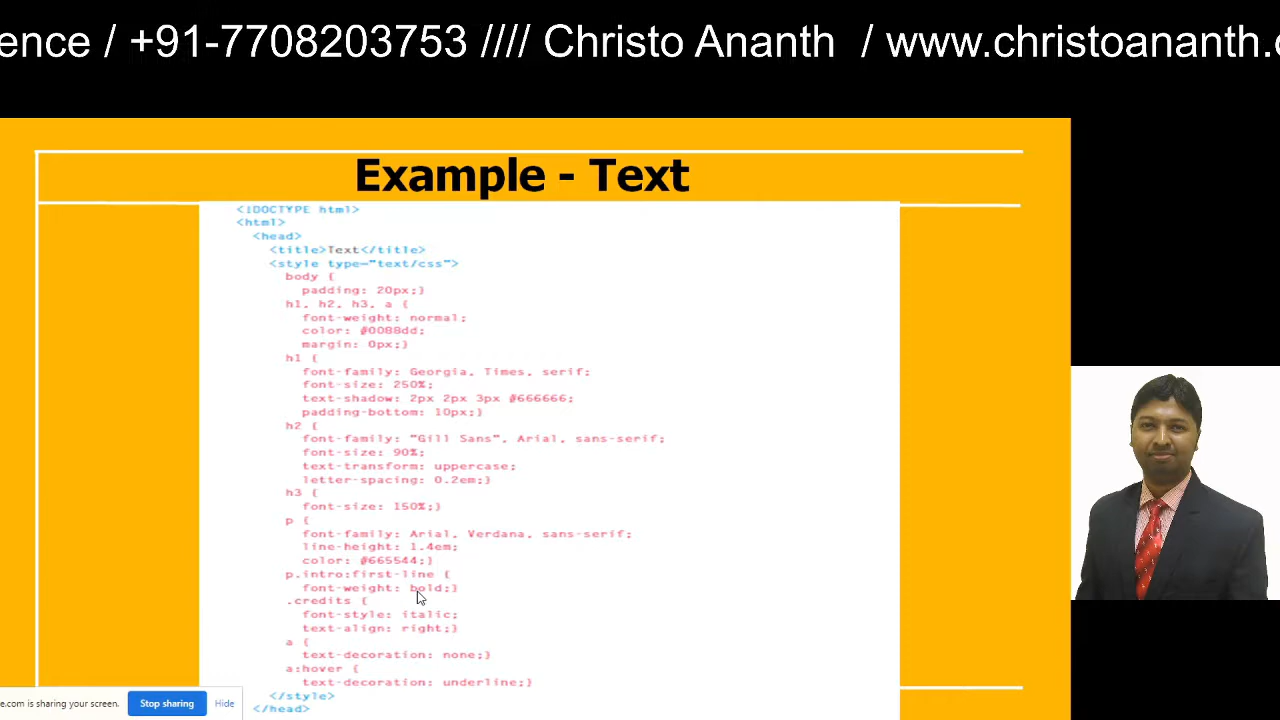 ence / +91-7708203753 //// Christo Ananth / www.christoananth.c
Example - Text
<!DOCTYPE html>
<html>
<head>
<title>Text</title>
<style type="text/css">
body {
padding: 20px;}
h1, h2, h3, a {
font-weight: normal;
color: #0088dd;
margin: 0px;}
h1 {
font-family: Georgia, Times, serif;
font-size: 250%;
text-shadow: 2px 2px 3px #666666;
padding-bottom: 10px;}
h2 {
font-family: "Gill Sans", Arial, sans-serif;
font-size: 90%;
text-transform: uppercase;
letter-spacing: 0.2em;}
h3 {
font-size: 150%;}
p {
font-family: Arial, Verdana, sans-serif;
line-height: 1.4em;
color: #665544;}
p.intro:first-line {
font-weight: bold;}
.credits {
font-style: italic;
text-align: right;}
a {
text-decoration: none;}
a:hover {
text-decoration: underline;}
</style>
</head>
e.com is sharing your screen. Stop sharing Hide